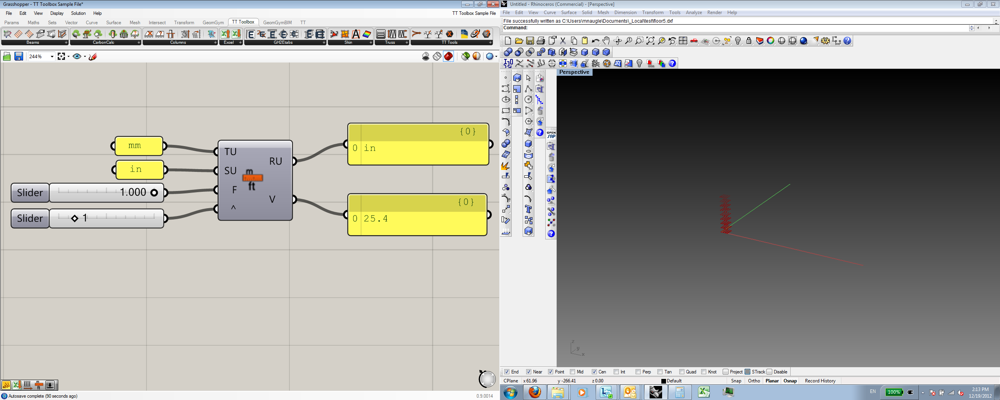 Grasshopper - TT Toolbox Sample File*
File Edit View Display Solution Help
TT Toolbox Sample File
Params Maths Sets Vector Curve Surface Mesh Intersect Transform GeomGym TT Toolbox GeomGymBIM TT
Beams CarbonCalc Columns Excel GH2Etabs Skin Truss TT Tools
244%
mm
in
Slider 1.000
Slider 1
TU
SU
F
^
RU
V
m
ft
{0}
0 in
{0}
0 25.4
m
ft
Autosave complete (90 seconds ago)
0.9.0014
Untitled - Rhinoceros (Commercial) - [Perspective]
File Edit View Curve Surface Solid Mesh Dimension Transform Tools Analyze Render Help
File successfully written as C:\Users\mnaugle\Documents\_Local\test\floor5.dxf
Command:
Perspective
OPEN
SAP
z
y
x
End Near Point Mid Cen Int Perp Tan Quad Knot Project STrack Disable
CPlane x 61.96 y -266.41 z 0.00 Default Snap Ortho Planar Osnap Record History
EN
100%
2:13 PM
12/19/2012